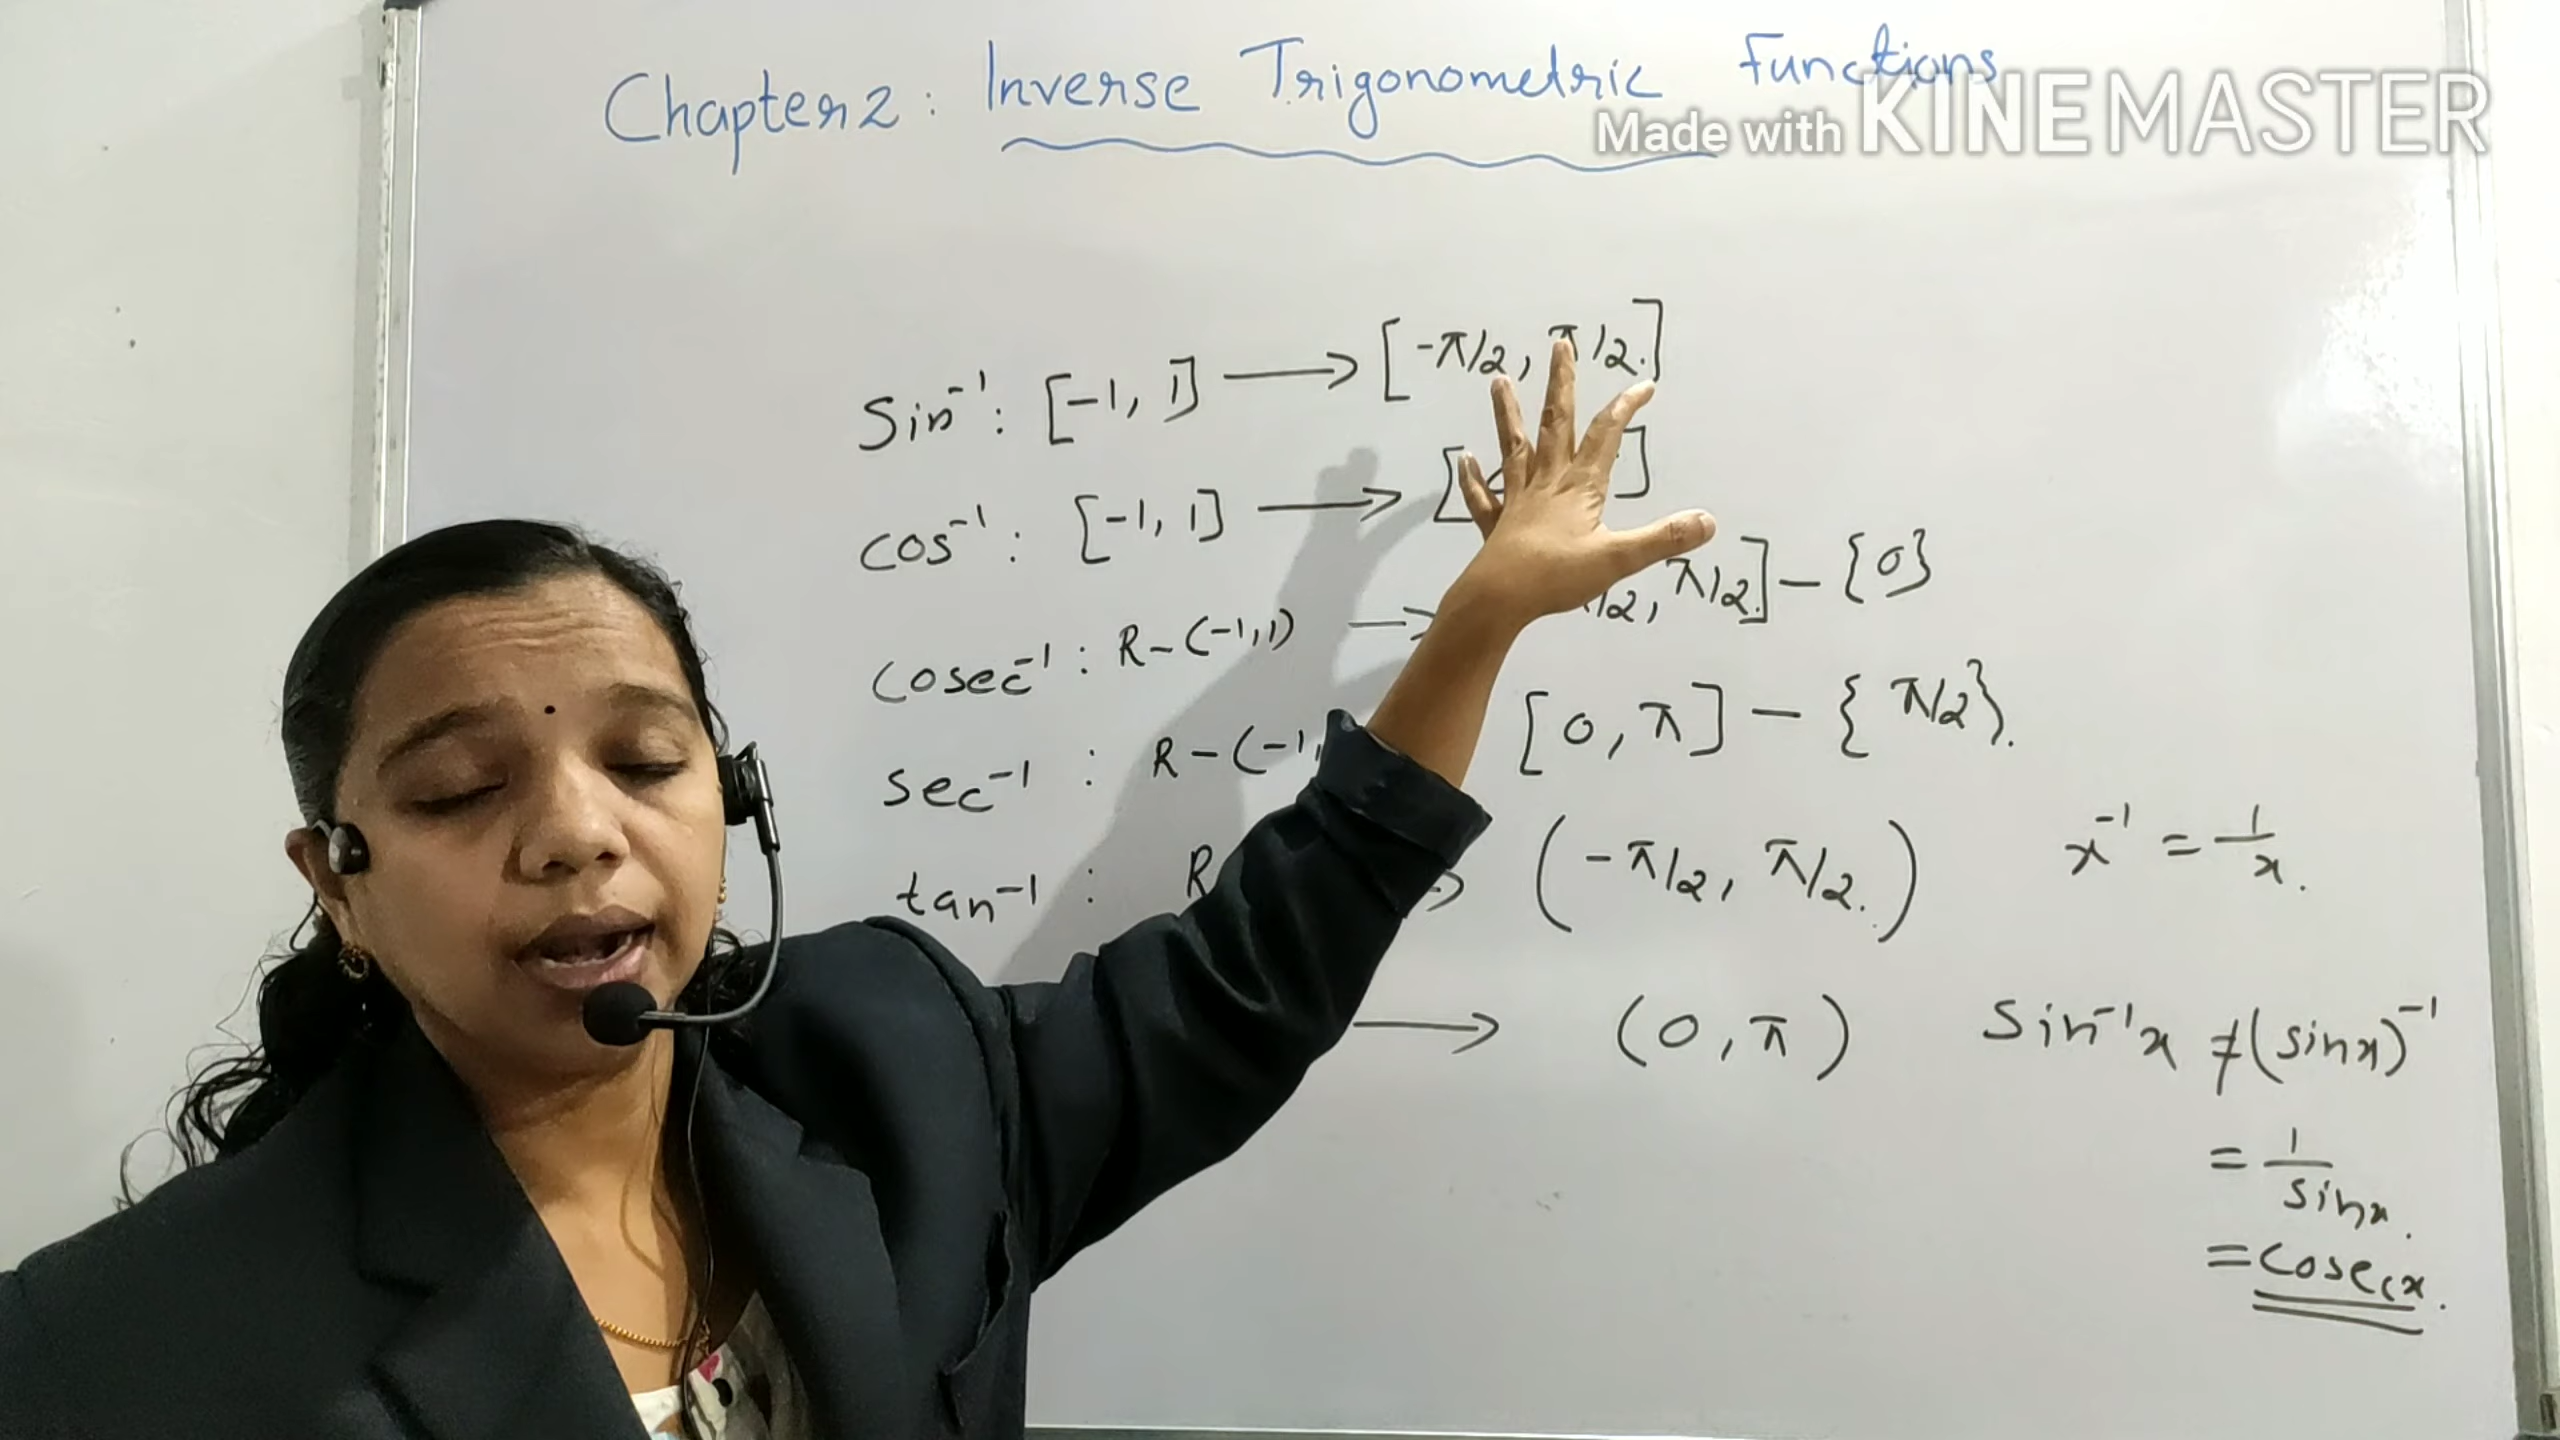 Chapter 2 : Inverse Trigonometric Functions
Made with KINEMASTER
Sin⁻¹ : [-1, 1] ⟶ [-π/2, π/2.]
cos⁻¹ : [-1, 1] ⟶ [ ]
cosec⁻¹ : R-(-1,1) ⟶ /2, π/2.] - {0}
sec⁻¹ : R-(-1, [0, π] - {π/2}.
tan⁻¹ : R → (-π/2, π/2.)
x⁻¹ = 1/x.
⟶ (0, π)
Sin⁻¹x ≠ (sinx)⁻¹
= 1/sinx.
= cosecx.